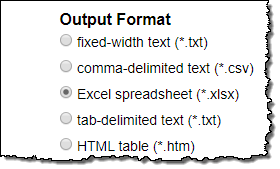 Output Format
fixed-width text (*.txt)
comma-delimited text (*.csv)
Excel spreadsheet (*.xlsx)
tab-delimited text (*.txt)
HTML table (*.htm)